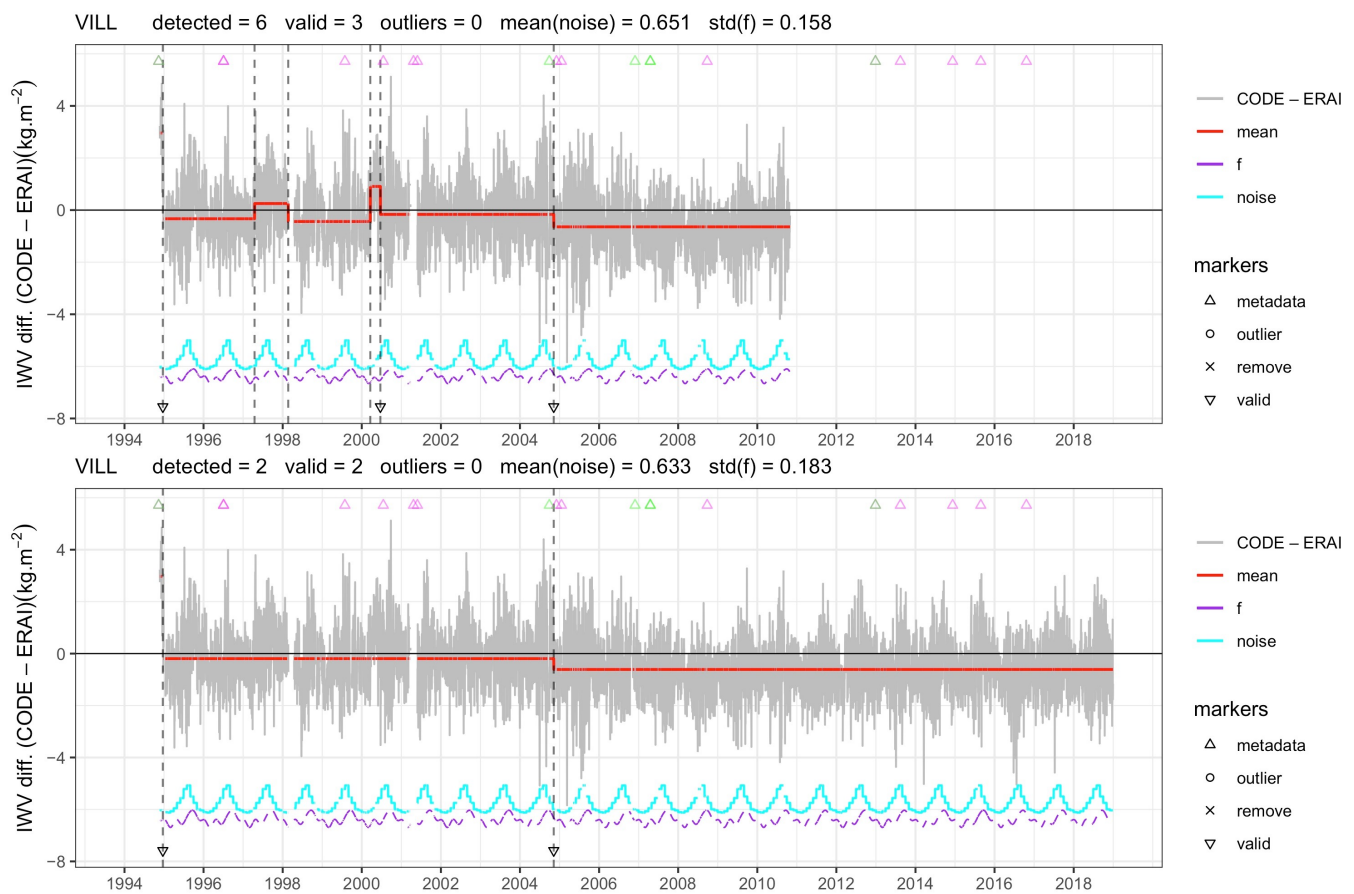 VILL detected = 6 valid = 3 outliers = 0 mean(noise) = 0.651 std(f) = 0.158
IWV diff. (CODE – ERAI)(kg.m−2)
4
0
−4
−8
1994 1996 1998 2000 2002 2004 2006 2008 2010 2012 2014 2016 2018
CODE – ERAI
mean
f
noise
markers
metadata
outlier
remove
valid
VILL detected = 2 valid = 2 outliers = 0 mean(noise) = 0.633 std(f) = 0.183
IWV diff. (CODE – ERAI)(kg.m−2)
4
0
−4
−8
1994 1996 1998 2000 2002 2004 2006 2008 2010 2012 2014 2016 2018
CODE – ERAI
mean
f
noise
markers
metadata
outlier
remove
valid